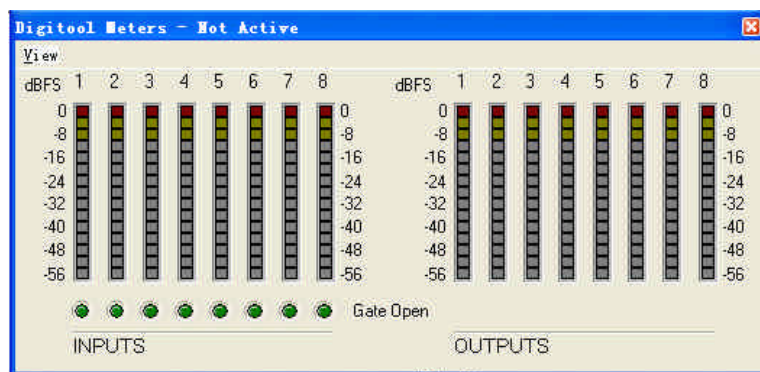 Digitool Meters - Not Active
View
dBFS 1 2 3 4 5 6 7 8 dBFS 1 2 3 4 5 6 7 8
0 0 0 0
-8 -8 -8 -8
-16 -16 -16 -16
-24 -24 -24 -24
-32 -32 -32 -32
-40 -40 -40 -40
-48 -48 -48 -48
-56 -56 -56 -56
Gate Open
INPUTS OUTPUTS